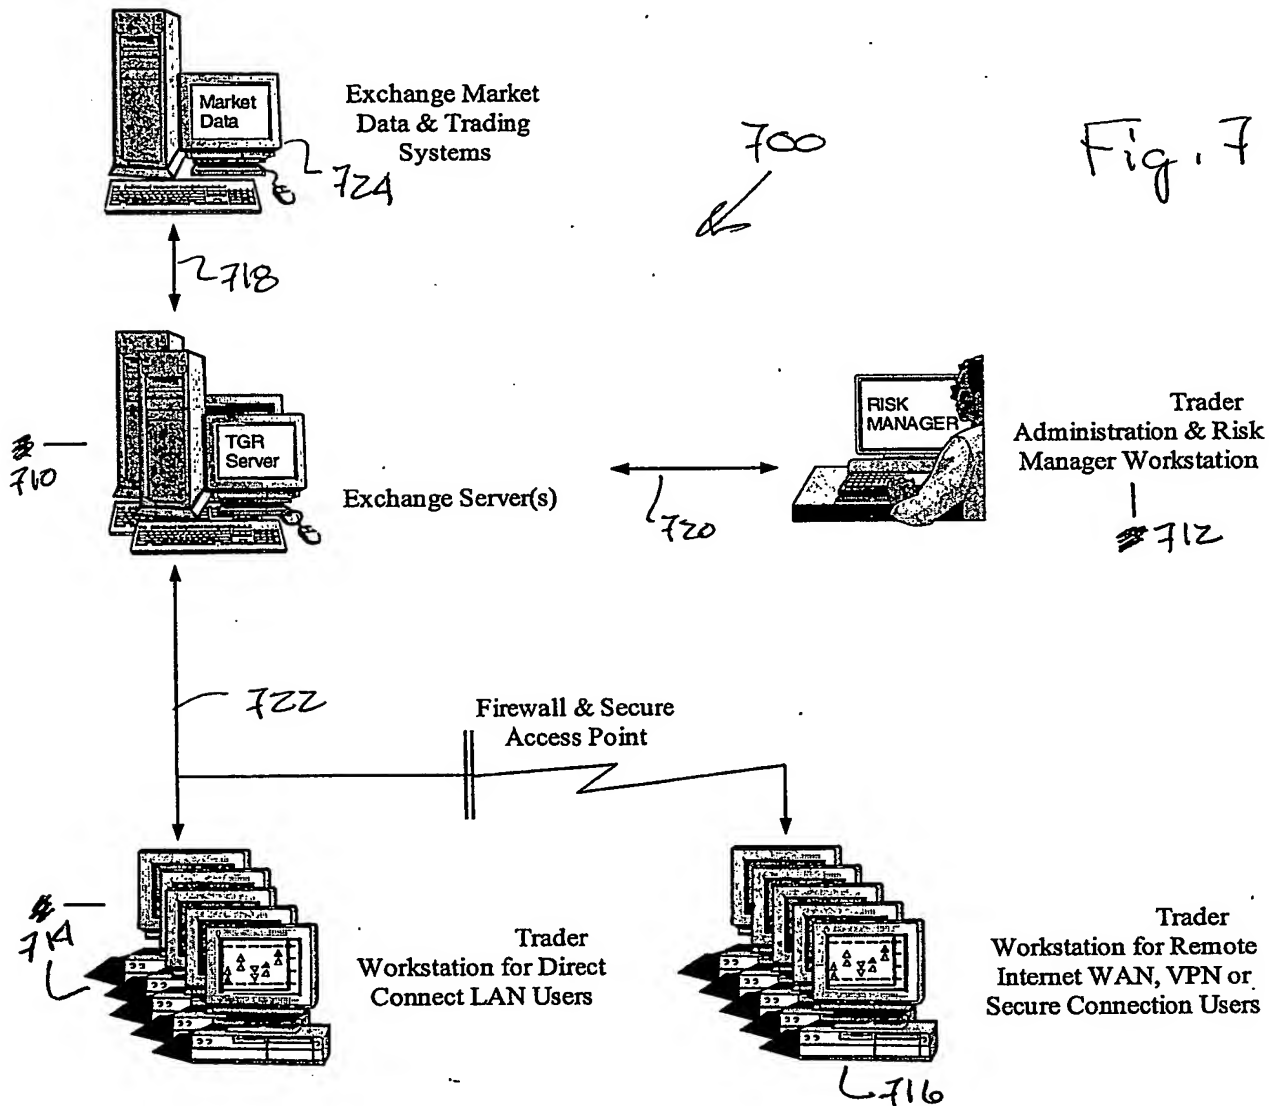 Market
Data
Exchange Market
Data & Trading
Systems
724
700
Fig. 7
718
TGR
Server
710
Exchange Server(s)
RISK
MANAGER
720
Trader
Administration & Risk
Manager Workstation
712
722
Firewall & Secure
Access Point
714
Trader
Workstation for Direct
Connect LAN Users
Trader
Workstation for Remote
Internet WAN, VPN or
Secure Connection Users
716